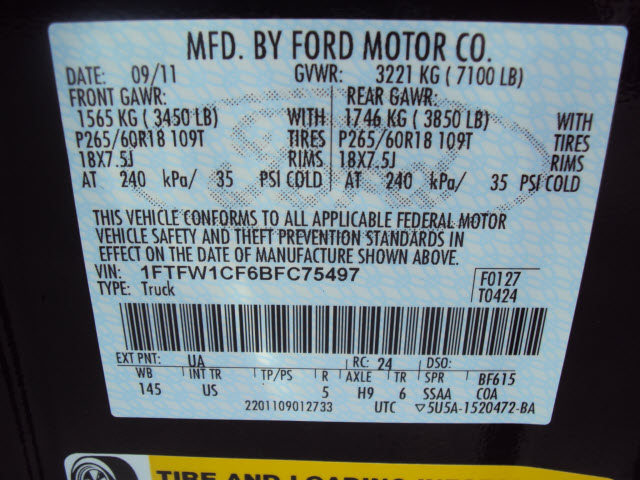 MFD. BY FORD MOTOR CO.
DATE: 09/11 GVWR: 3221 KG ( 7100 LB)
FRONT GAWR: REAR GAWR:
1565 KG ( 3450 LB) WITH 1746 KG ( 3850 LB) WITH
P265/60R18 109T TIRES P265/60R18 109T TIRES
18X7.5J RIMS 18X7.5J RIMS
AT 240 kPa/ 35 PSI COLD AT 240 kPa/ 35 PSI COLD
THIS VEHICLE CONFORMS TO ALL APPLICABLE FEDERAL MOTOR
VEHICLE SAFETY AND THEFT PREVENTION STANDARDS IN
EFFECT ON THE DATE OF MANUFACTURE SHOWN ABOVE.
VIN: 1FTFW1CF6BFC75497 F0127
TYPE: Truck T0424
EXT PNT: UA RC: 24 DSO:
WB INT TR TP/PS R AXLE TR SPR BF615
145 US 5 H9 6 SSAA COA
2201109012733 UTC ▽5U5A-1520472-BA
TIRE AND LOADING